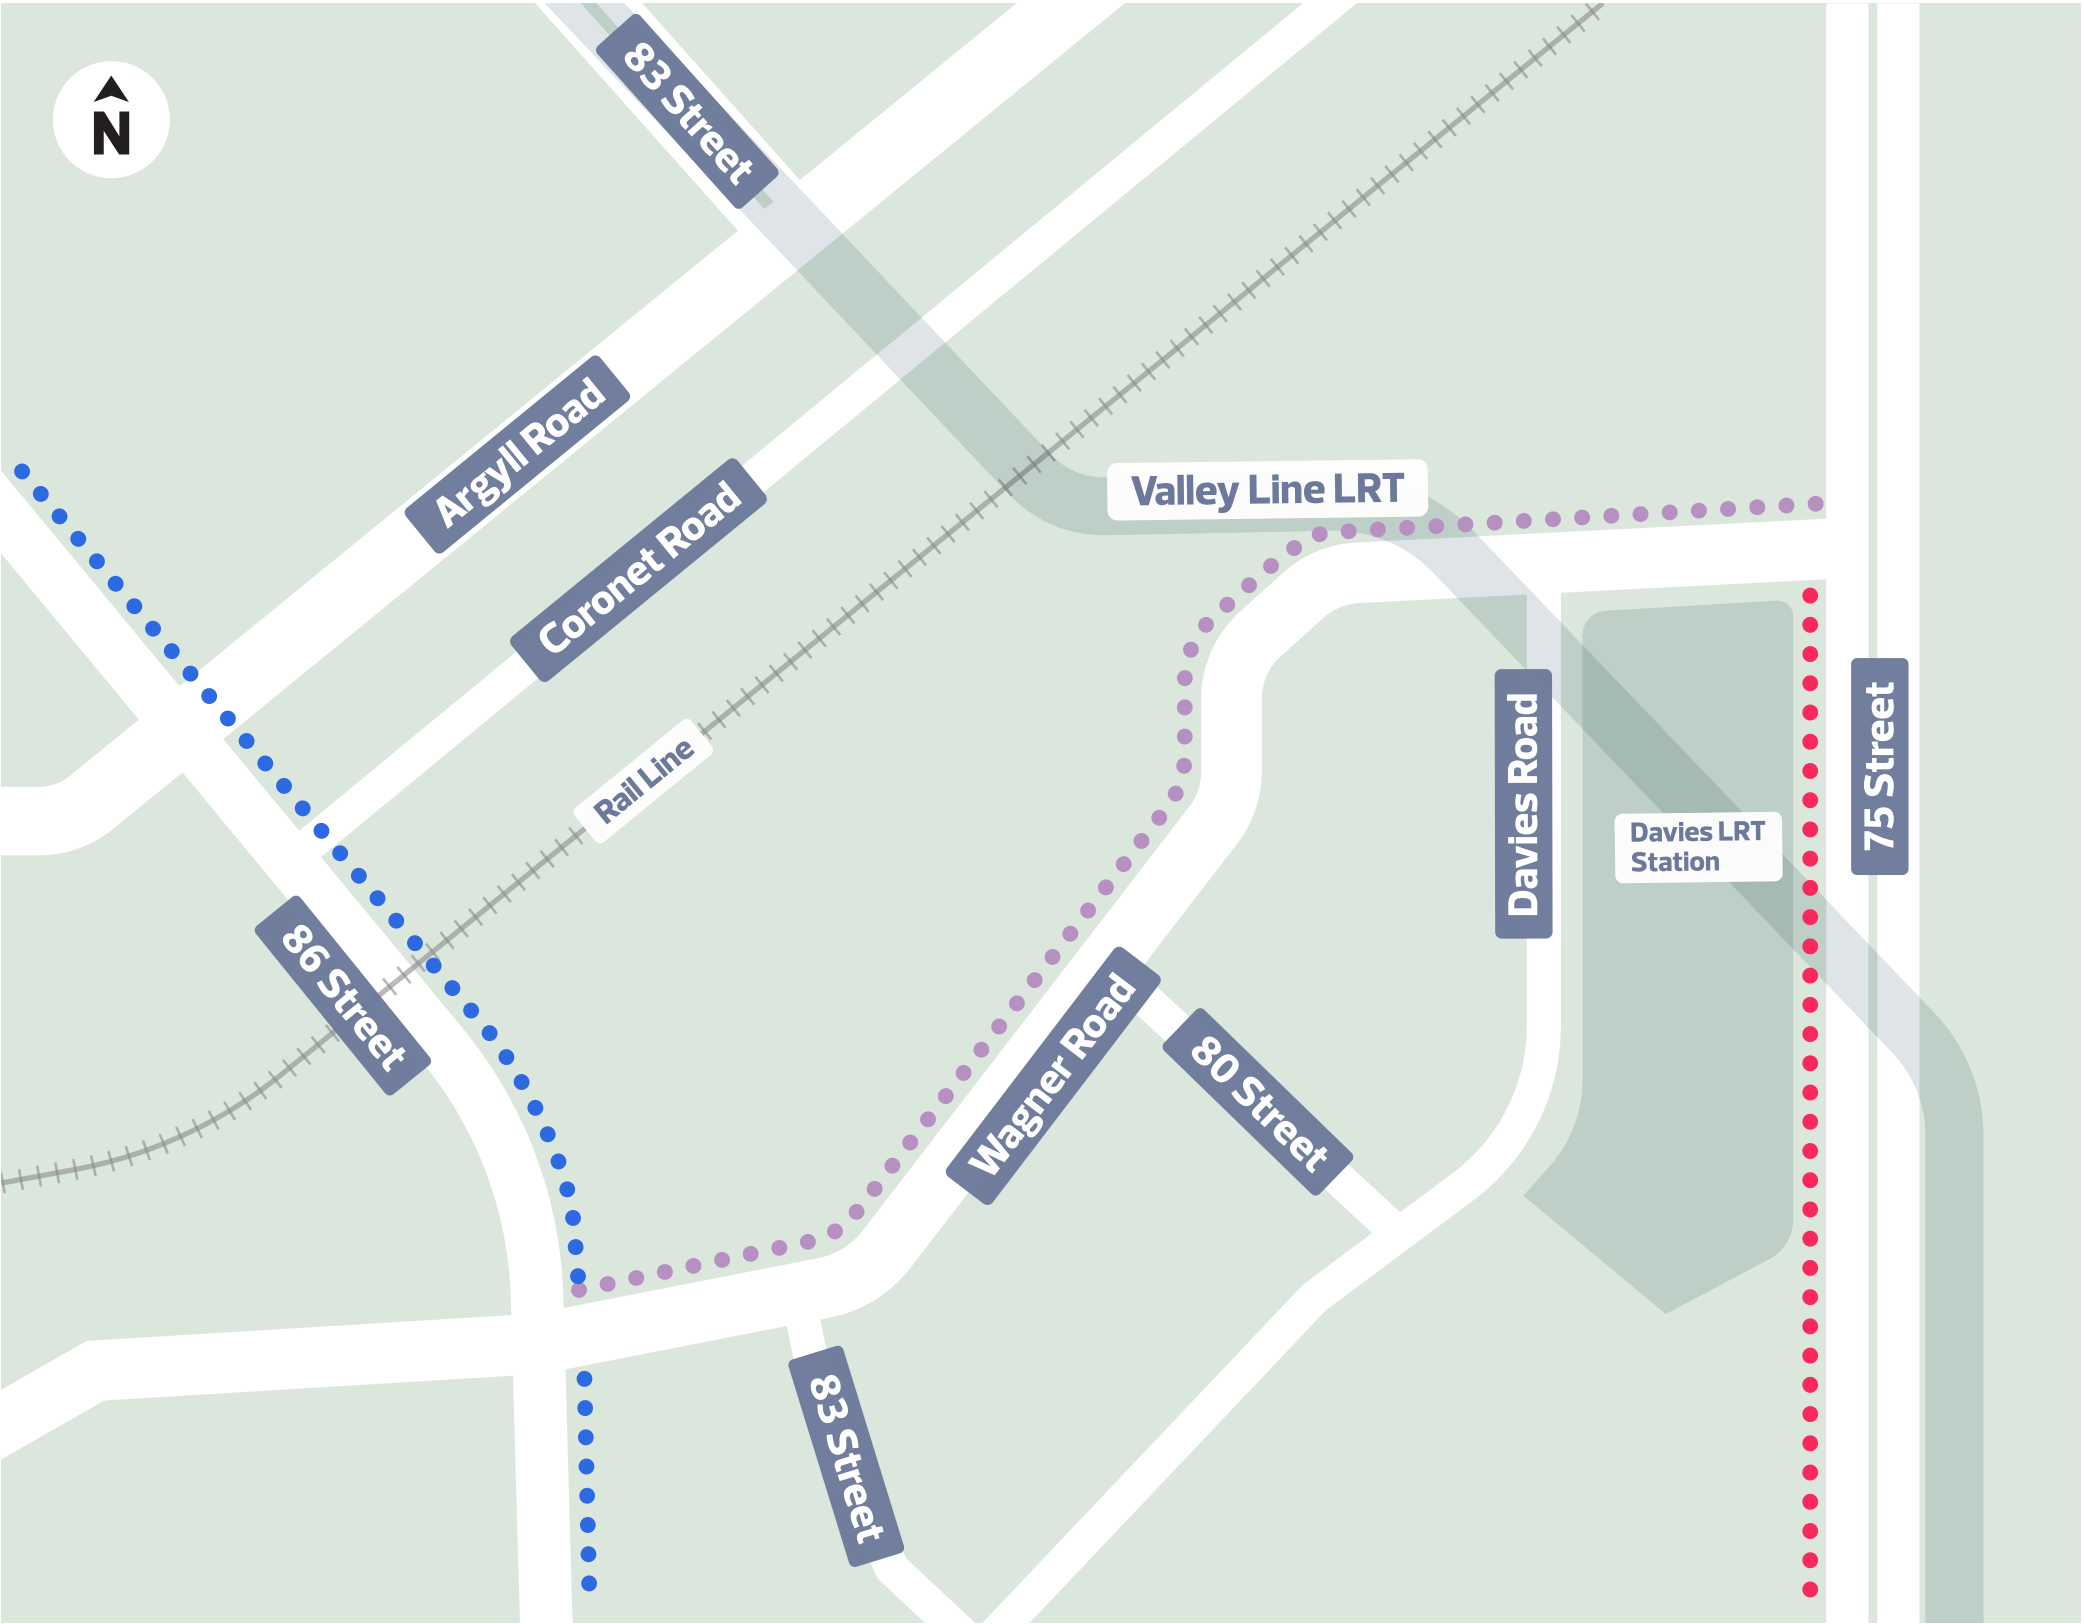 83 Street
N
Argyll Road
Valley Line LRT
Coronet Road
Rail Line
Davies Road
75 Street
Davies LRT
Station
86 Street
Wagner Road
80 Street
83 Street